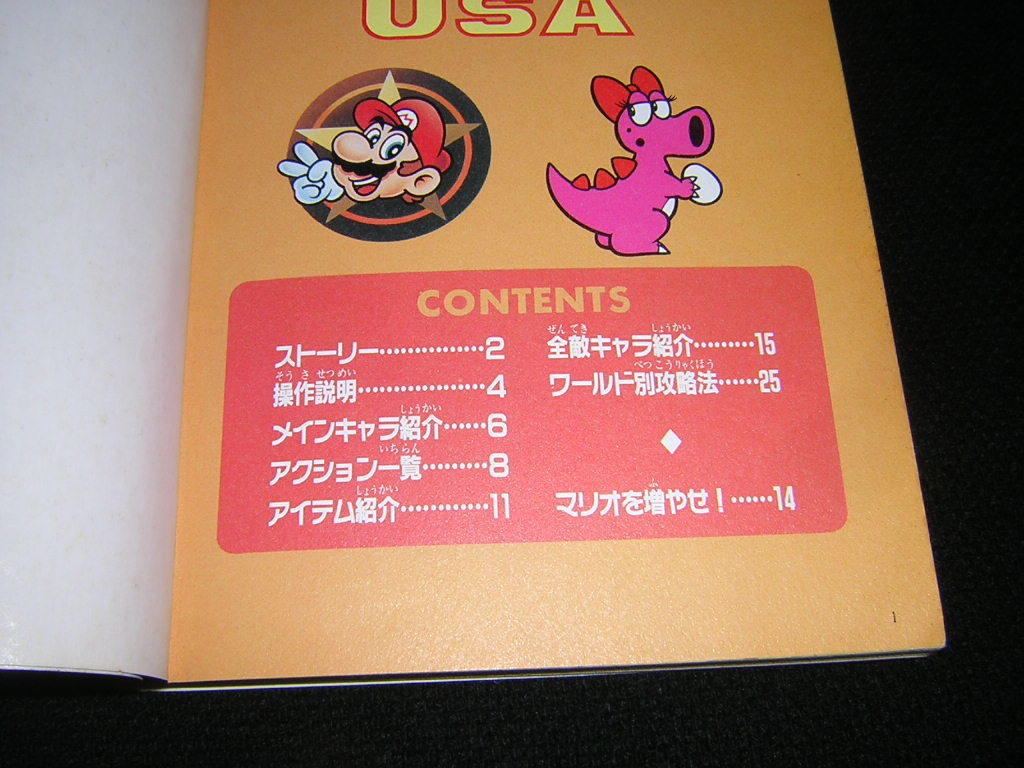 USA
CONTENTS
ストーリー……………2
そうさせつめい
操作説明……………4
しょうかい
メインキャラ紹介……6
いちらん
アクション一覧………8
しょうかい
アイテム紹介…………11
ぜんてき しょうかい
全敵キャラ紹介………15
べつこうりゃくほう
ワールド別攻略法……25
◆
ふ
マリオを増やせ!……14
1